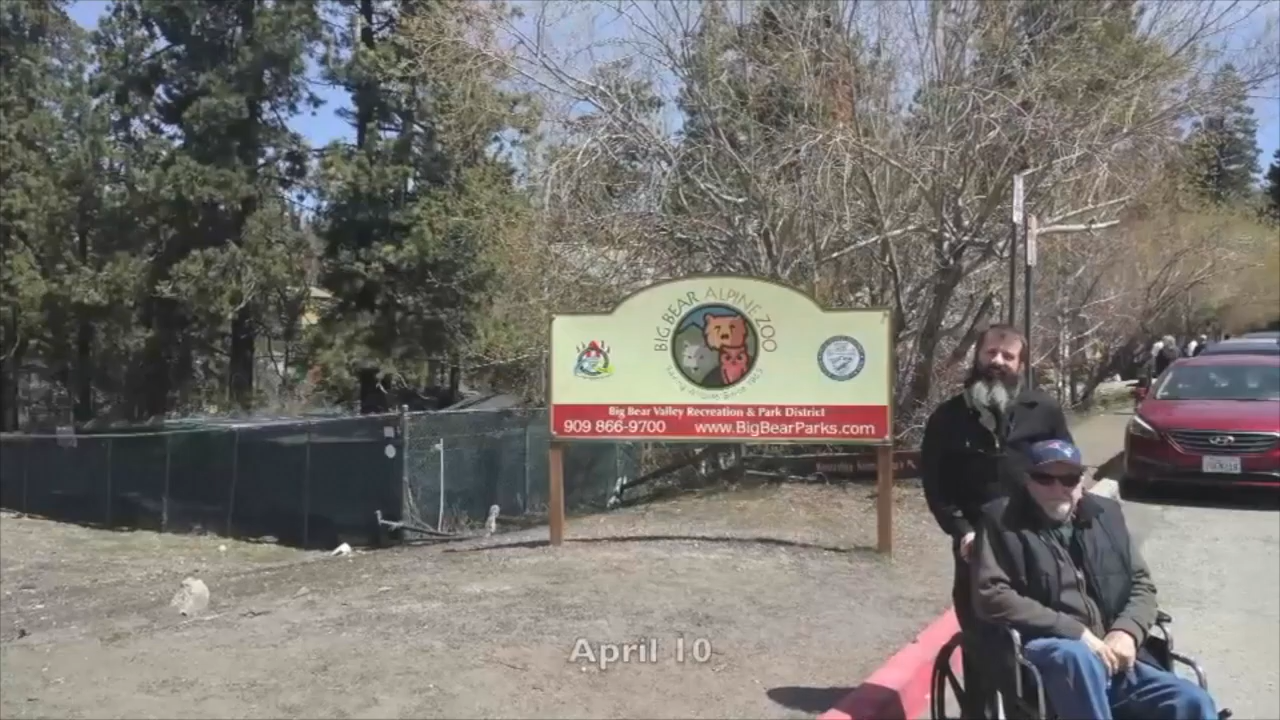 BIG BEAR ALPINE ZOO
Big Bear Valley Recreation & Park District
909 866-9700 www.BigBearParks.com
April 10